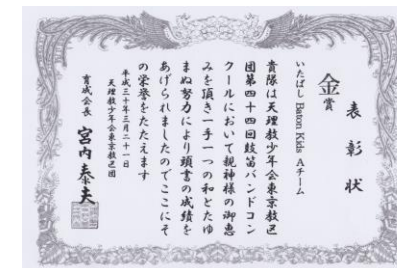 表彰状
金賞
いたばし Baton Kids Aチーム
貴隊は天理教少年会東京教区
団第四十四回鼓笛バンドコン
クールにおいて親神様の御恵
みを頂き一手一つの和とたゆ
まぬ努力により頭書の成績を
あげられましたのでここにそ
の栄誉をたたえます
平成三十年三月二十一日
天理教少年会東京教区団
育成会長 宮内夫